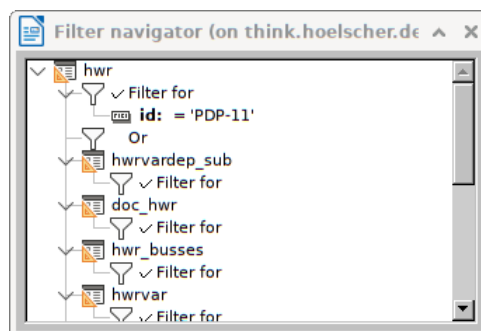 Filter navigator (on think.hoelscher.de
hwr
✓ Filter for
id: = 'PDP-11'
Or
hwrvardep_sub
✓ Filter for
doc_hwr
✓ Filter for
hwr_busses
✓ Filter for
hwrvar
✓ Filter for